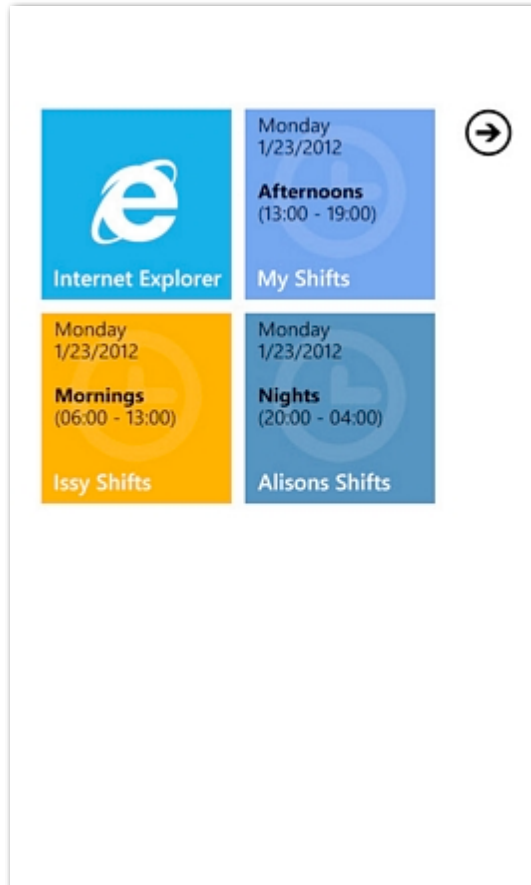 Internet Explorer
Monday
1/23/2012
Afternoons
(13:00 - 19:00)
My Shifts
Monday
1/23/2012
Mornings
(06:00 - 13:00)
Issy Shifts
Monday
1/23/2012
Nights
(20:00 - 04:00)
Alisons Shifts